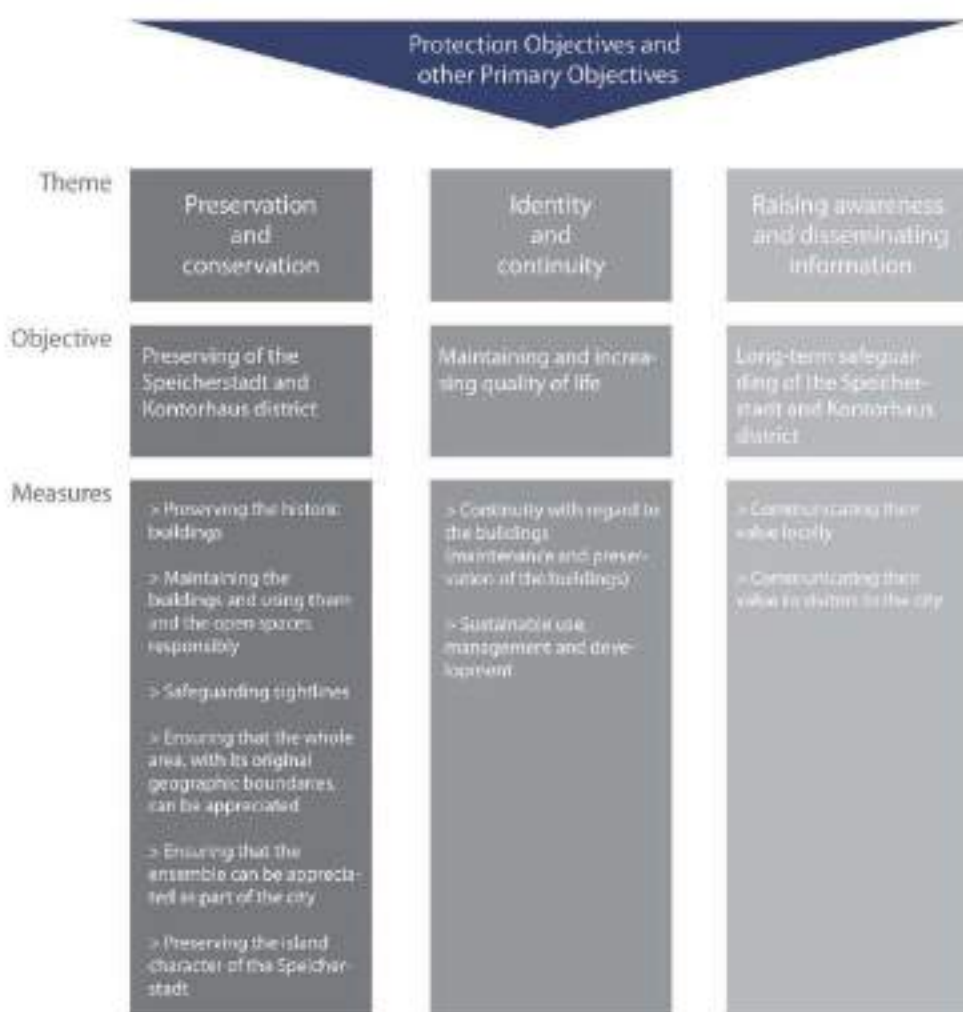 Protection Objectives and
other Primary Objectives
Theme
Preservation
and
conservation
Identity
and
continuity
Raising awareness
and disseminating
information
Objective
Preserving of the
Speicherstadt and
Kontorhaus district
Maintaining and increa-
sing quality of life
Long-term safeguar-
ding of the Speicher-
stadt and Kontorhaus
district
Measures
> Preserving the historic
buildings
> Maintaining the
buildings and using them
and the open spaces
responsibly
> Safeguarding sightlines
> Ensuring that the whole
area, with its original
geographic boundaries,
can be appreciated
> Ensuring that the
ensemble can be apprecia-
ted as part of the city
> Preserving the island
character of the Speicher-
stadt
> Continuity with regard to
the buildings
(maintenance and preser-
vation of the buildings)
> Sustainable use,
management and deve-
lopment
> Communicating their
value locally
> Communicating their
value to visitors to the city